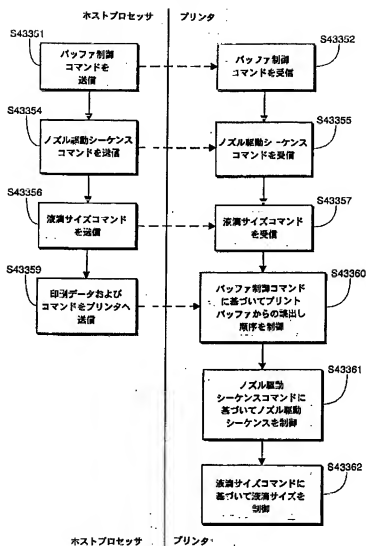 ホストプロセッサ
プリンタ
S43351
バッファ制御
コマンドを
送信
S43352
バッファ制御
コマンドを受信
S43354
ノズル駆動シーケンス
コマンドを送信
S43355
ノズル駆動シーケンス
コマンドを受信
S43356
液滴サイズコマンド
を送信
S43357
液滴サイズコマンド
を受信
S43359
印刷データおよび
コマンドをプリンタへ
送信
S43360
バッファ制御コマンド
に基づいてプリント
バッファからの読出し
順序を制御
S43361
ノズル駆動
シーケンスコマンドに
基づいてノズル駆動
シーケンスを制御
S43362
液滴サイズコマンドに
基づいて液滴サイズを
制御
ホストプロセッサ
プリンタ